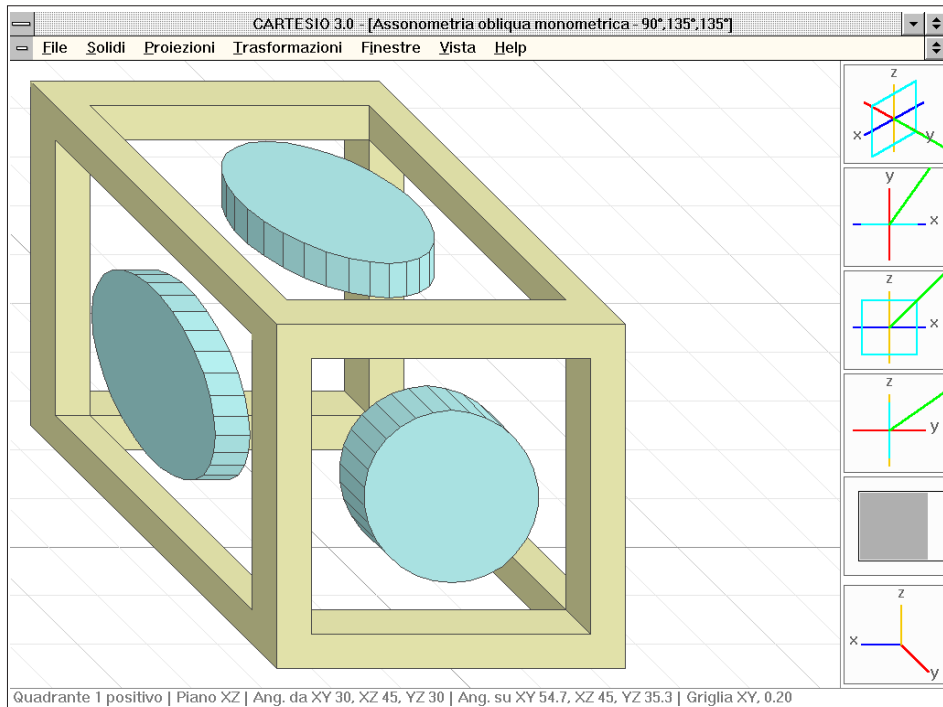 CARTESIO 3.0 - [Assonometria obliqua monometrica - 90°,135°,135°]
File Solidi Proiezioni Trasformazioni Finestre Vista Help
z
x
y
y
x
z
x
z
y
z
x
y
Quadrante 1 positivo | Piano XZ | Ang. da XY 30, XZ 45, YZ 30 | Ang. su XY 54.7, XZ 45, YZ 35.3 | Griglia XY, 0.20